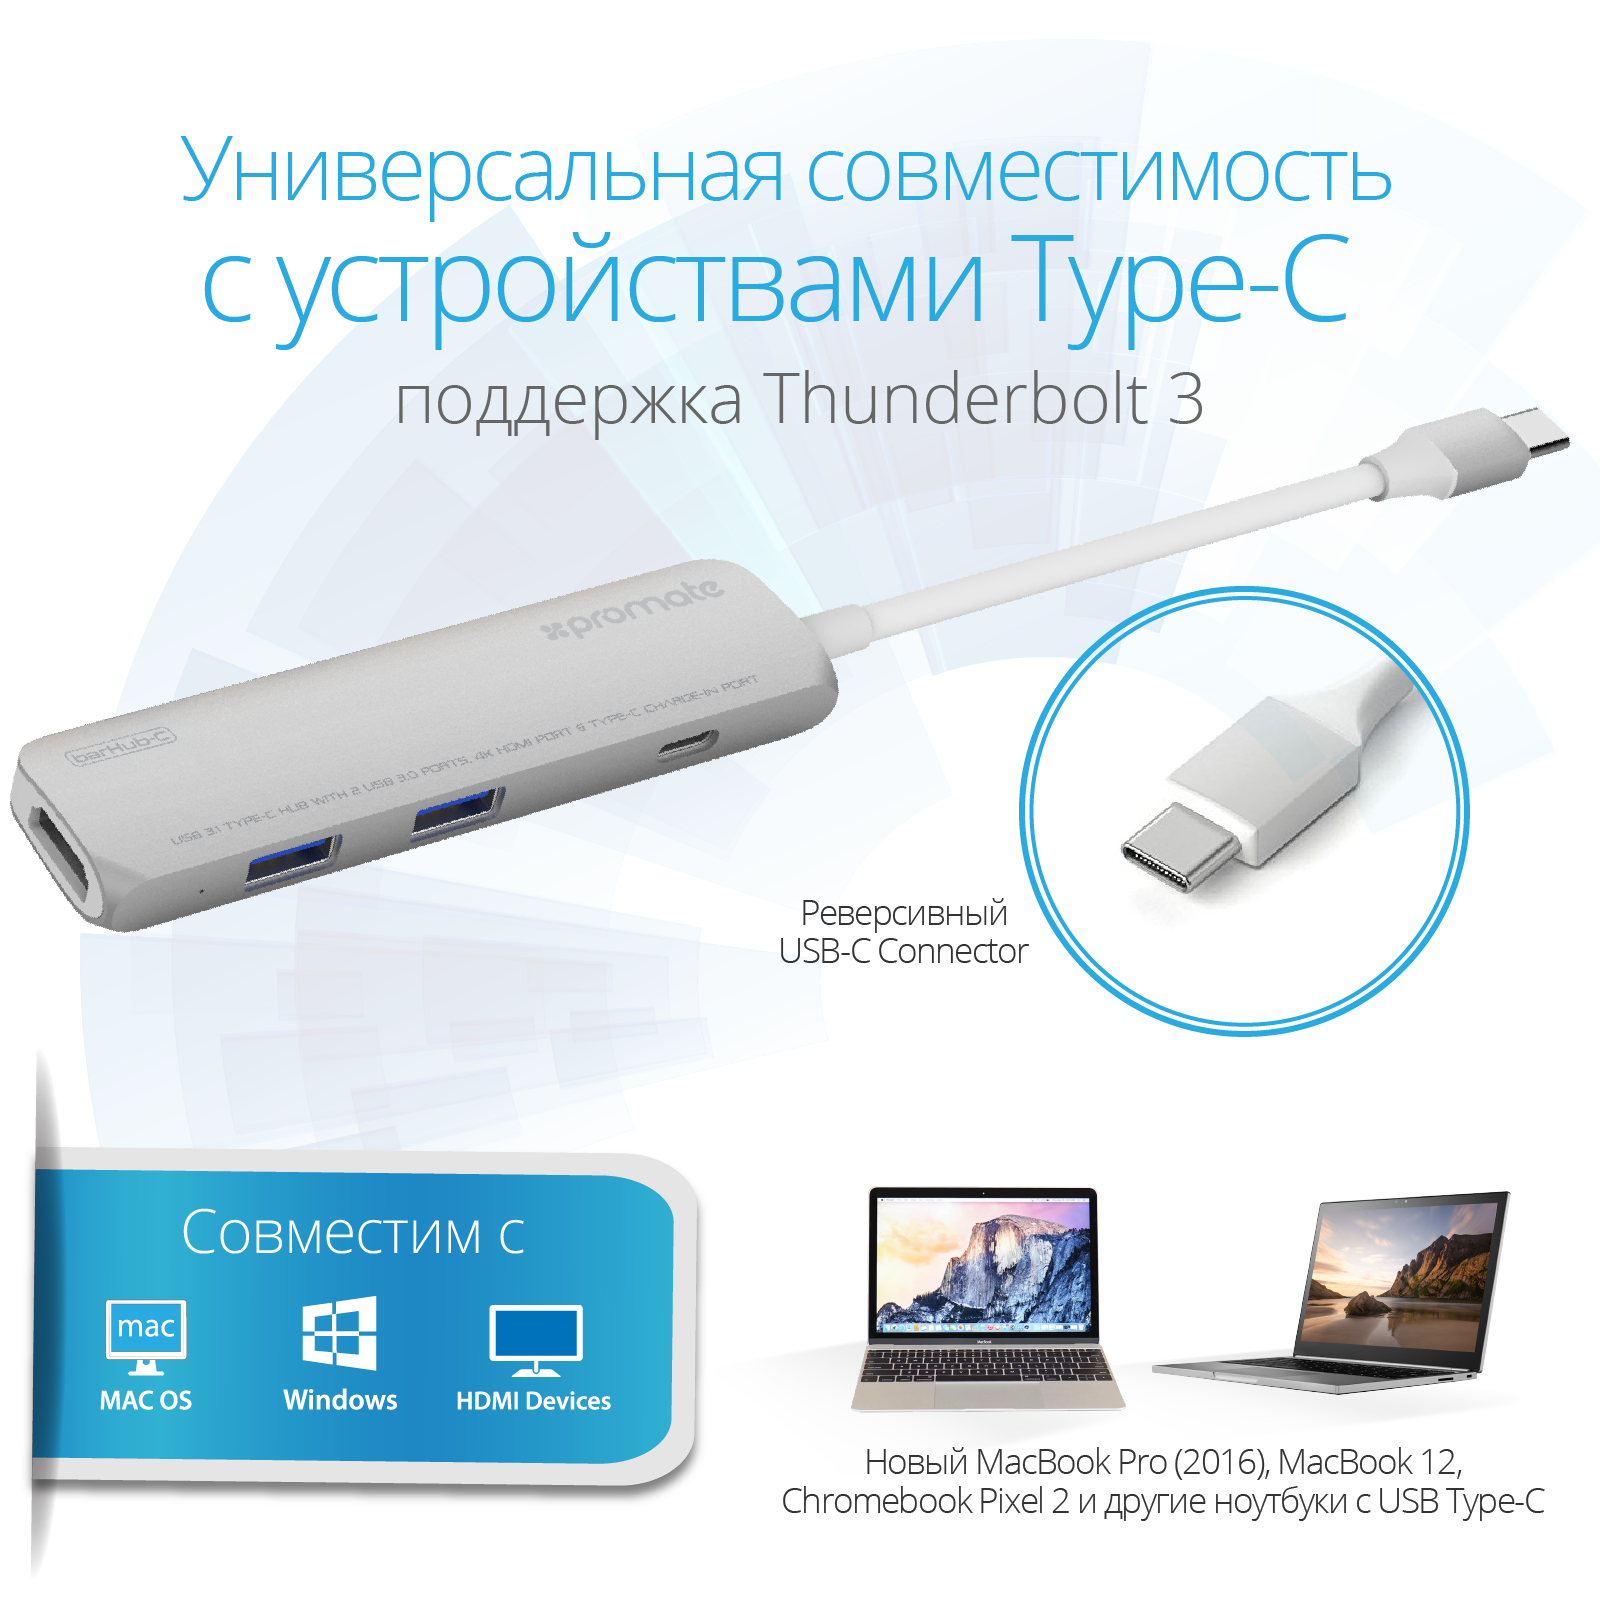 Универсальная совместимость
с устройствами Type-C
поддержка Thunderbolt 3
promate
barHub-C
USB 3.1 TYPE-C HUB WITH 2 USB 3.0 PORTS, 4K HDMI PORT & TYPE-C CHARGE-IN PORT
Реверсивный
USB-C Connector
Совместим с
mac
MAC OS
Windows
HDMI Devices
MacBook
Новый MacBook Pro (2016), MacBook 12,
Chromebook Pixel 2 и другие ноутбуки с USB Type-C